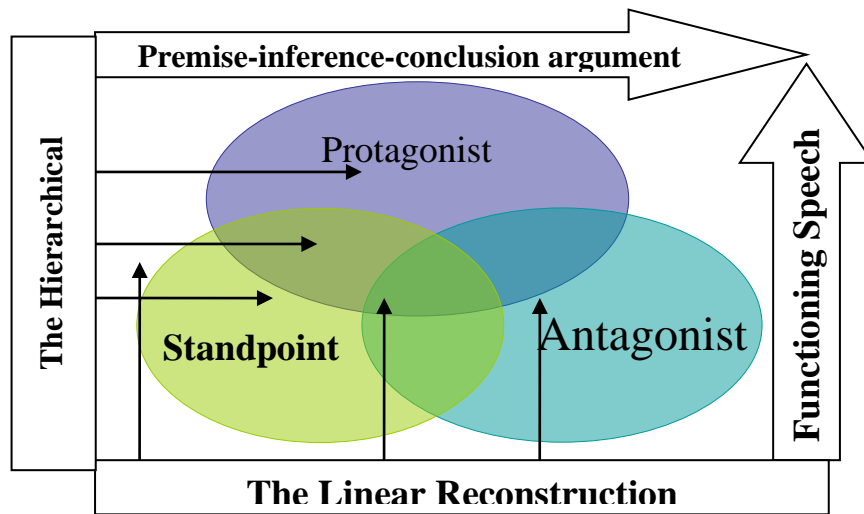 Premise-inference-conclusion argument
The Hierarchical
Protagonist
Standpoint
Antagonist
Functioning Speech
The Linear Reconstruction